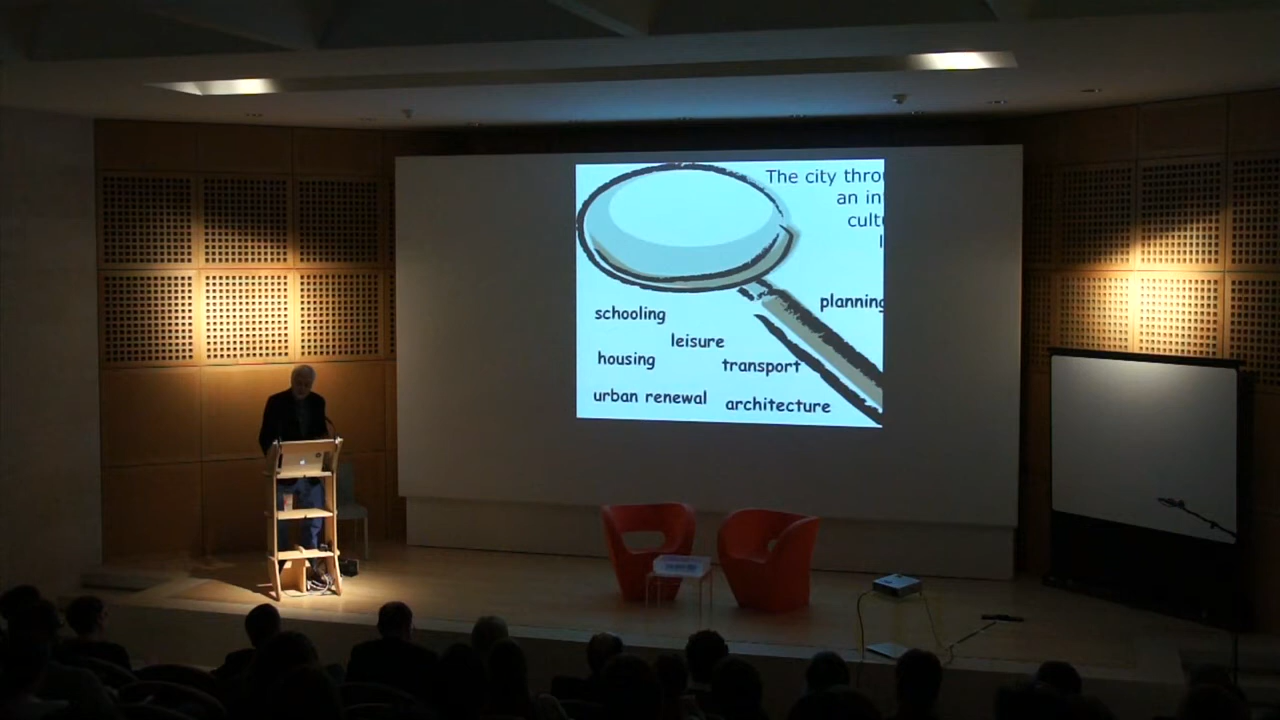 The city thro
an in
cult
l
planning
schooling
leisure
housing
transport
urban renewal
architecture